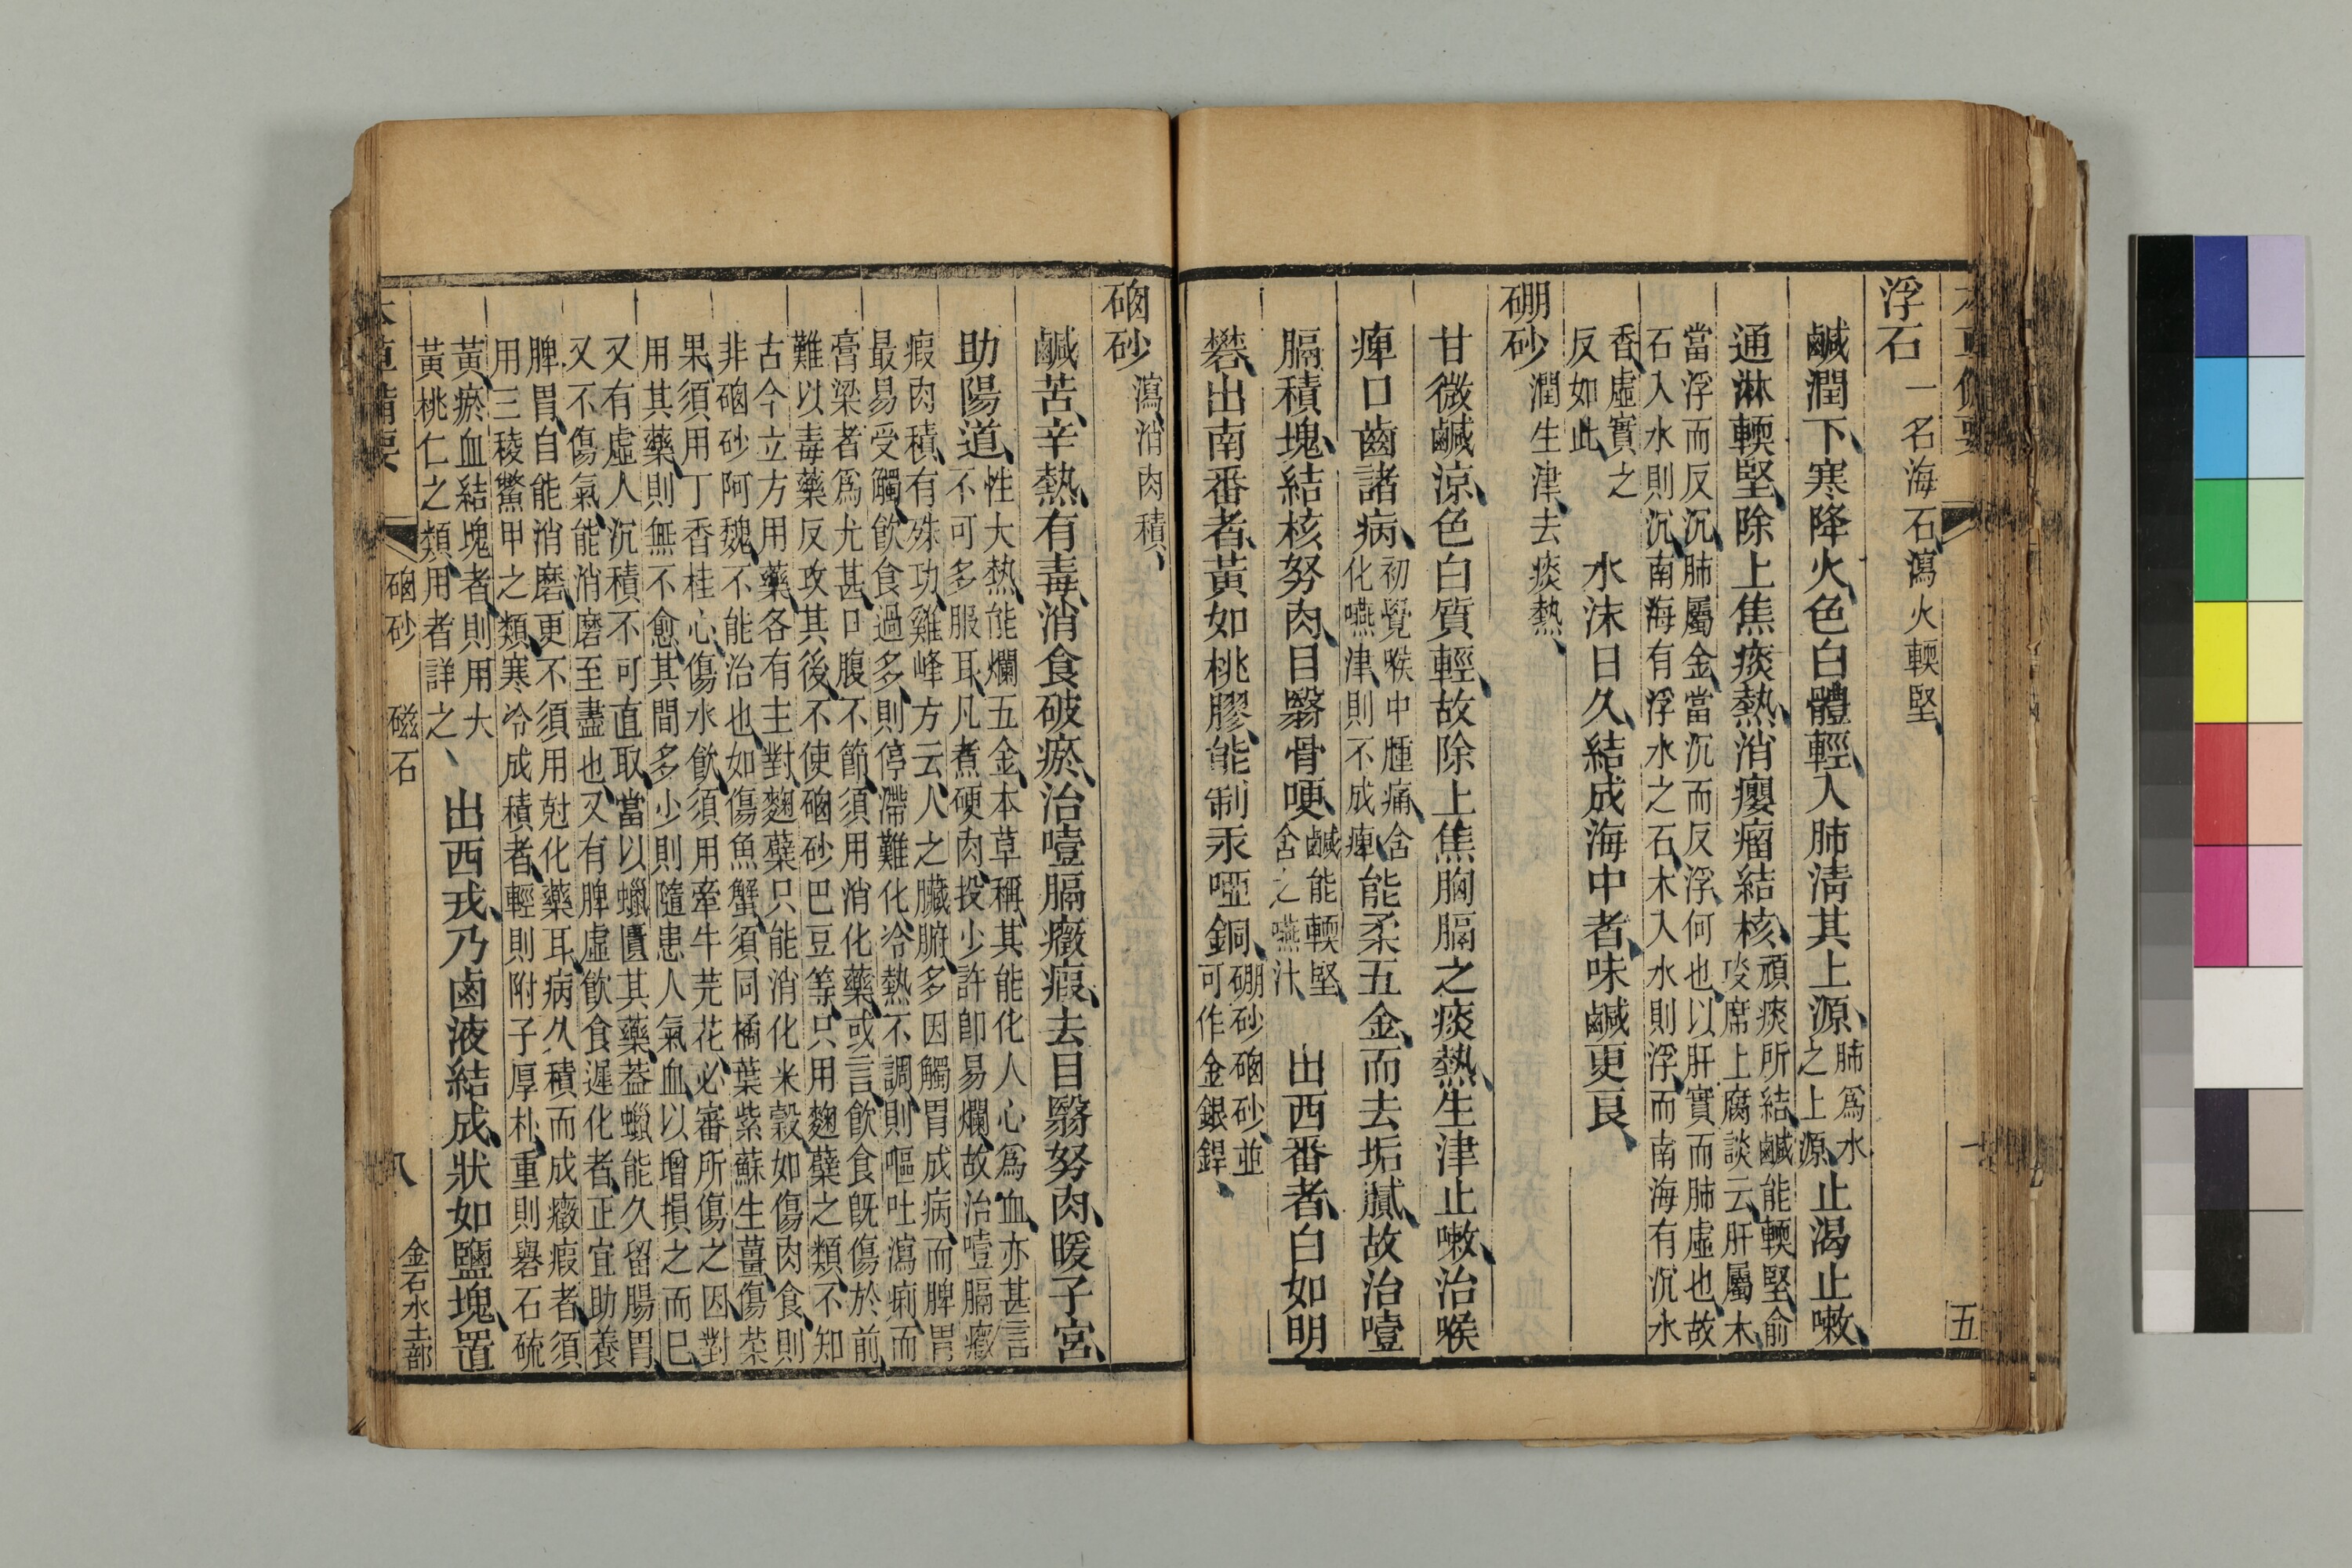 浮石 一名海石瀉火輭堅、
鹹潤下、寒降火、色白體輕、入肺清其上源、肺爲水之上源、止渴止嗽、
通淋輭堅、除上焦痰熱、消癭瘤結核、頑痰所結、鹹能輭堅、俞琰席上腐談云、肝屬木、
當浮而反沉、肺屬金、當沉而反浮、何也、以肝實而肺虛也、故
石入水則沉、南海有浮水之石、木入水則浮、而南海有沉水
香、虛實之反如此 水沫日久、結成海中者、味鹹更良、
硼砂 潤生津、去痰熱、
甘微鹹涼、色白質輕、故除上焦胸膈之痰熱、生津止嗽、治喉
痺口齒諸病、初覺喉中腫痛、含化嚥津、則不成痺、能柔五金、而去垢膩、故治噎
膈積塊、結核努肉、目翳骨哽、鹹能輭堅含之嚥汁 出西番者、白如明
礬、出南番者、黃如桃膠、能制汞啞銅、硼砂硇砂、並可作金銀銲、
五
硇砂 瀉、消肉積、
鹹苦、辛熱、有毒、消食破瘀、治噎膈癥瘕、去目翳努肉、暖子宮、
助陽道、性大熱、能爛五金、本草稱、其能化人心爲血、亦甚言不可多服耳、凡煮硬肉、投少許卽易爛、故治噎膈癥
瘕肉積、有殊功、雞峰方云、人之臟腑、多因觸胃成病、而脾胃
最易受觸、飲食過多、則停滯難化、冷熱不調、則嘔吐瀉痢、而
膏粱者爲尤甚、口腹不節、須用消化藥、或言、飲食旣傷於前、
難以毒藥反攻其後、不使硇砂巴豆等、只用麴蘗之類、不知
古今立方用藥、各有主對、麴蘗只能消化米穀、如傷肉食、則
非硇砂阿魏、不能治也、如傷魚蟹、須同橘葉紫蘇生薑、傷菜
果、須用丁香桂心、傷水飲、須用牽牛芫花、必審所傷之因、對
用其藥、則無不愈、其間多少、則隨患人氣血、以增損之而已、
又有虛人沉積、不可直取、當以蠟匱其藥、葢蠟能久留腸胃、
又不傷氣、能消磨至盡也、又有脾虛飲食遲化者、正宜助養
脾胃、自能消磨、更不須用尅化藥耳、病久積而成癥瘕者、須
用三稜鱉甲之類、寒冷成積者、輕則附子厚朴、重則礜石硫
黃、瘀血結塊者、則用大黃桃仁之類、用者詳之、 出西戎、乃鹵液結成、狀如鹽塊、置
硇砂 磁石 八 金石水土部